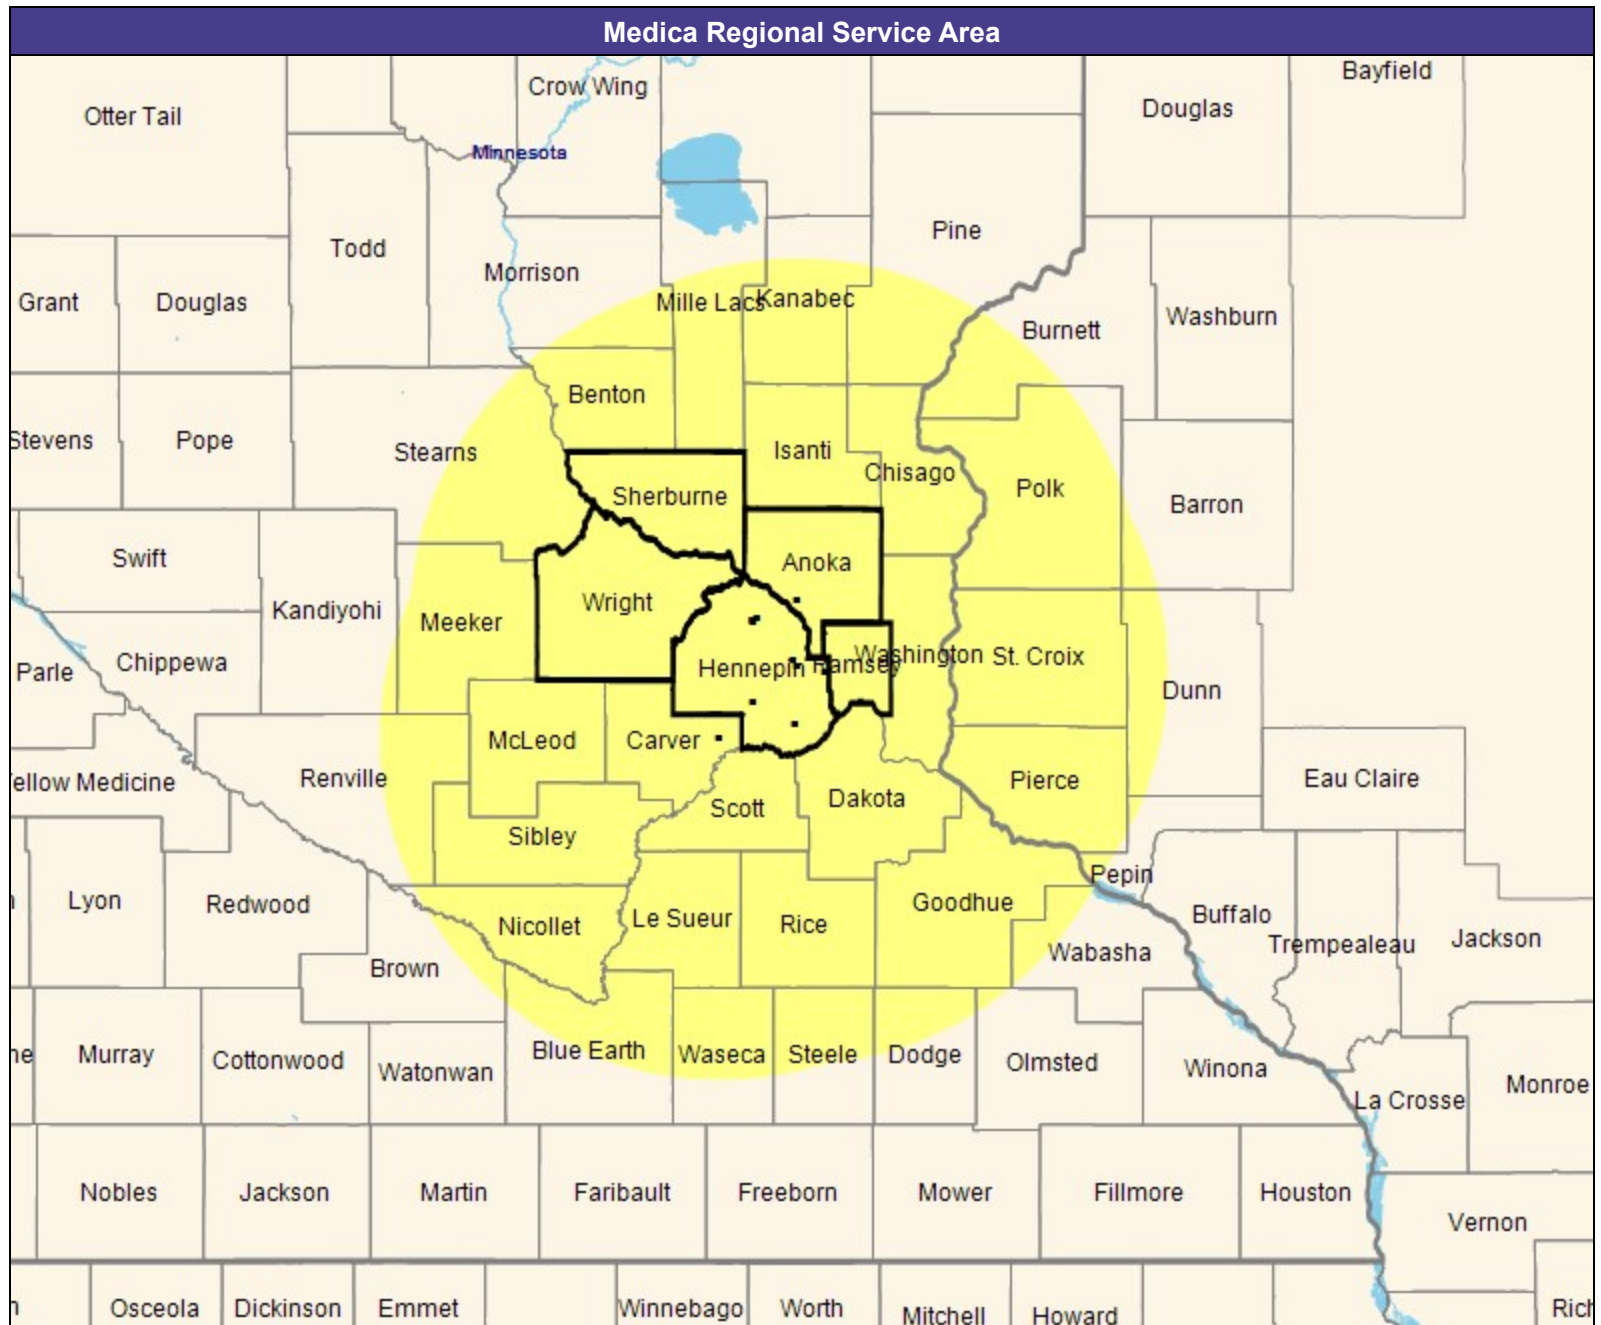 Medica Regional Service Area
Bayfield
Crow Wing
Douglas
Otter Tail
Minnesota
Pine
Todd
Morrison
Grant
Douglas
Mille Lacs
Kanabec
Washburn
Burnett
Benton
Stevens
Pope
Stearns
Isanti
Chisago
Polk
Sherburne
Barron
Swift
Anoka
Wright
Kandiyohi
Meeker
Washington
St. Croix
Chippewa
Parle
Hennepin
Ramsey
Dunn
McLeod
Carver
Renville
Eau Claire
ellow Medicine
Pierce
Scott
Dakota
Sibley
Pepin
Lyon
Redwood
Goodhue
Buffalo
Le Sueur
Rice
Nicollet
Trempealeau
Jackson
Wabasha
Brown
ne
Murray
Cottonwood
Blue Earth
Waseca
Steele
Dodge
Olmsted
Winona
Watonwan
Monroe
La Crosse
Nobles
Jackson
Martin
Faribault
Freeborn
Mower
Fillmore
Houston
Vernon
n
Osceola
Dickinson
Emmet
Winnebago
Worth
Mitchell
Howard
Rich